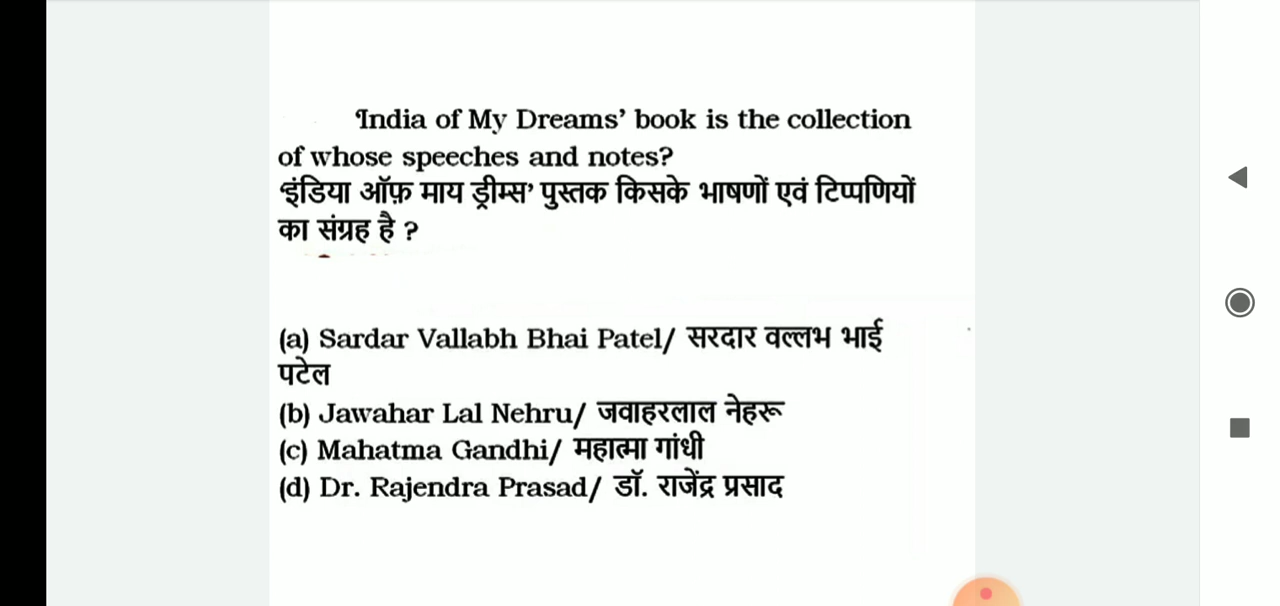 ‘India of My Dreams’ book is the collection
of whose speeches and notes?
‘इंडिया ऑफ़ माय ड्रीम्स’ पुस्तक किसके भाषणों एवं टिप्पणियों
का संग्रह है ?
(a) Sardar Vallabh Bhai Patel/ सरदार वल्लभ भाई
पटेल
(b) Jawahar Lal Nehru/ जवाहरलाल नेहरू
(c) Mahatma Gandhi/ महात्मा गांधी
(d) Dr. Rajendra Prasad/ डॉ. राजेंद्र प्रसाद